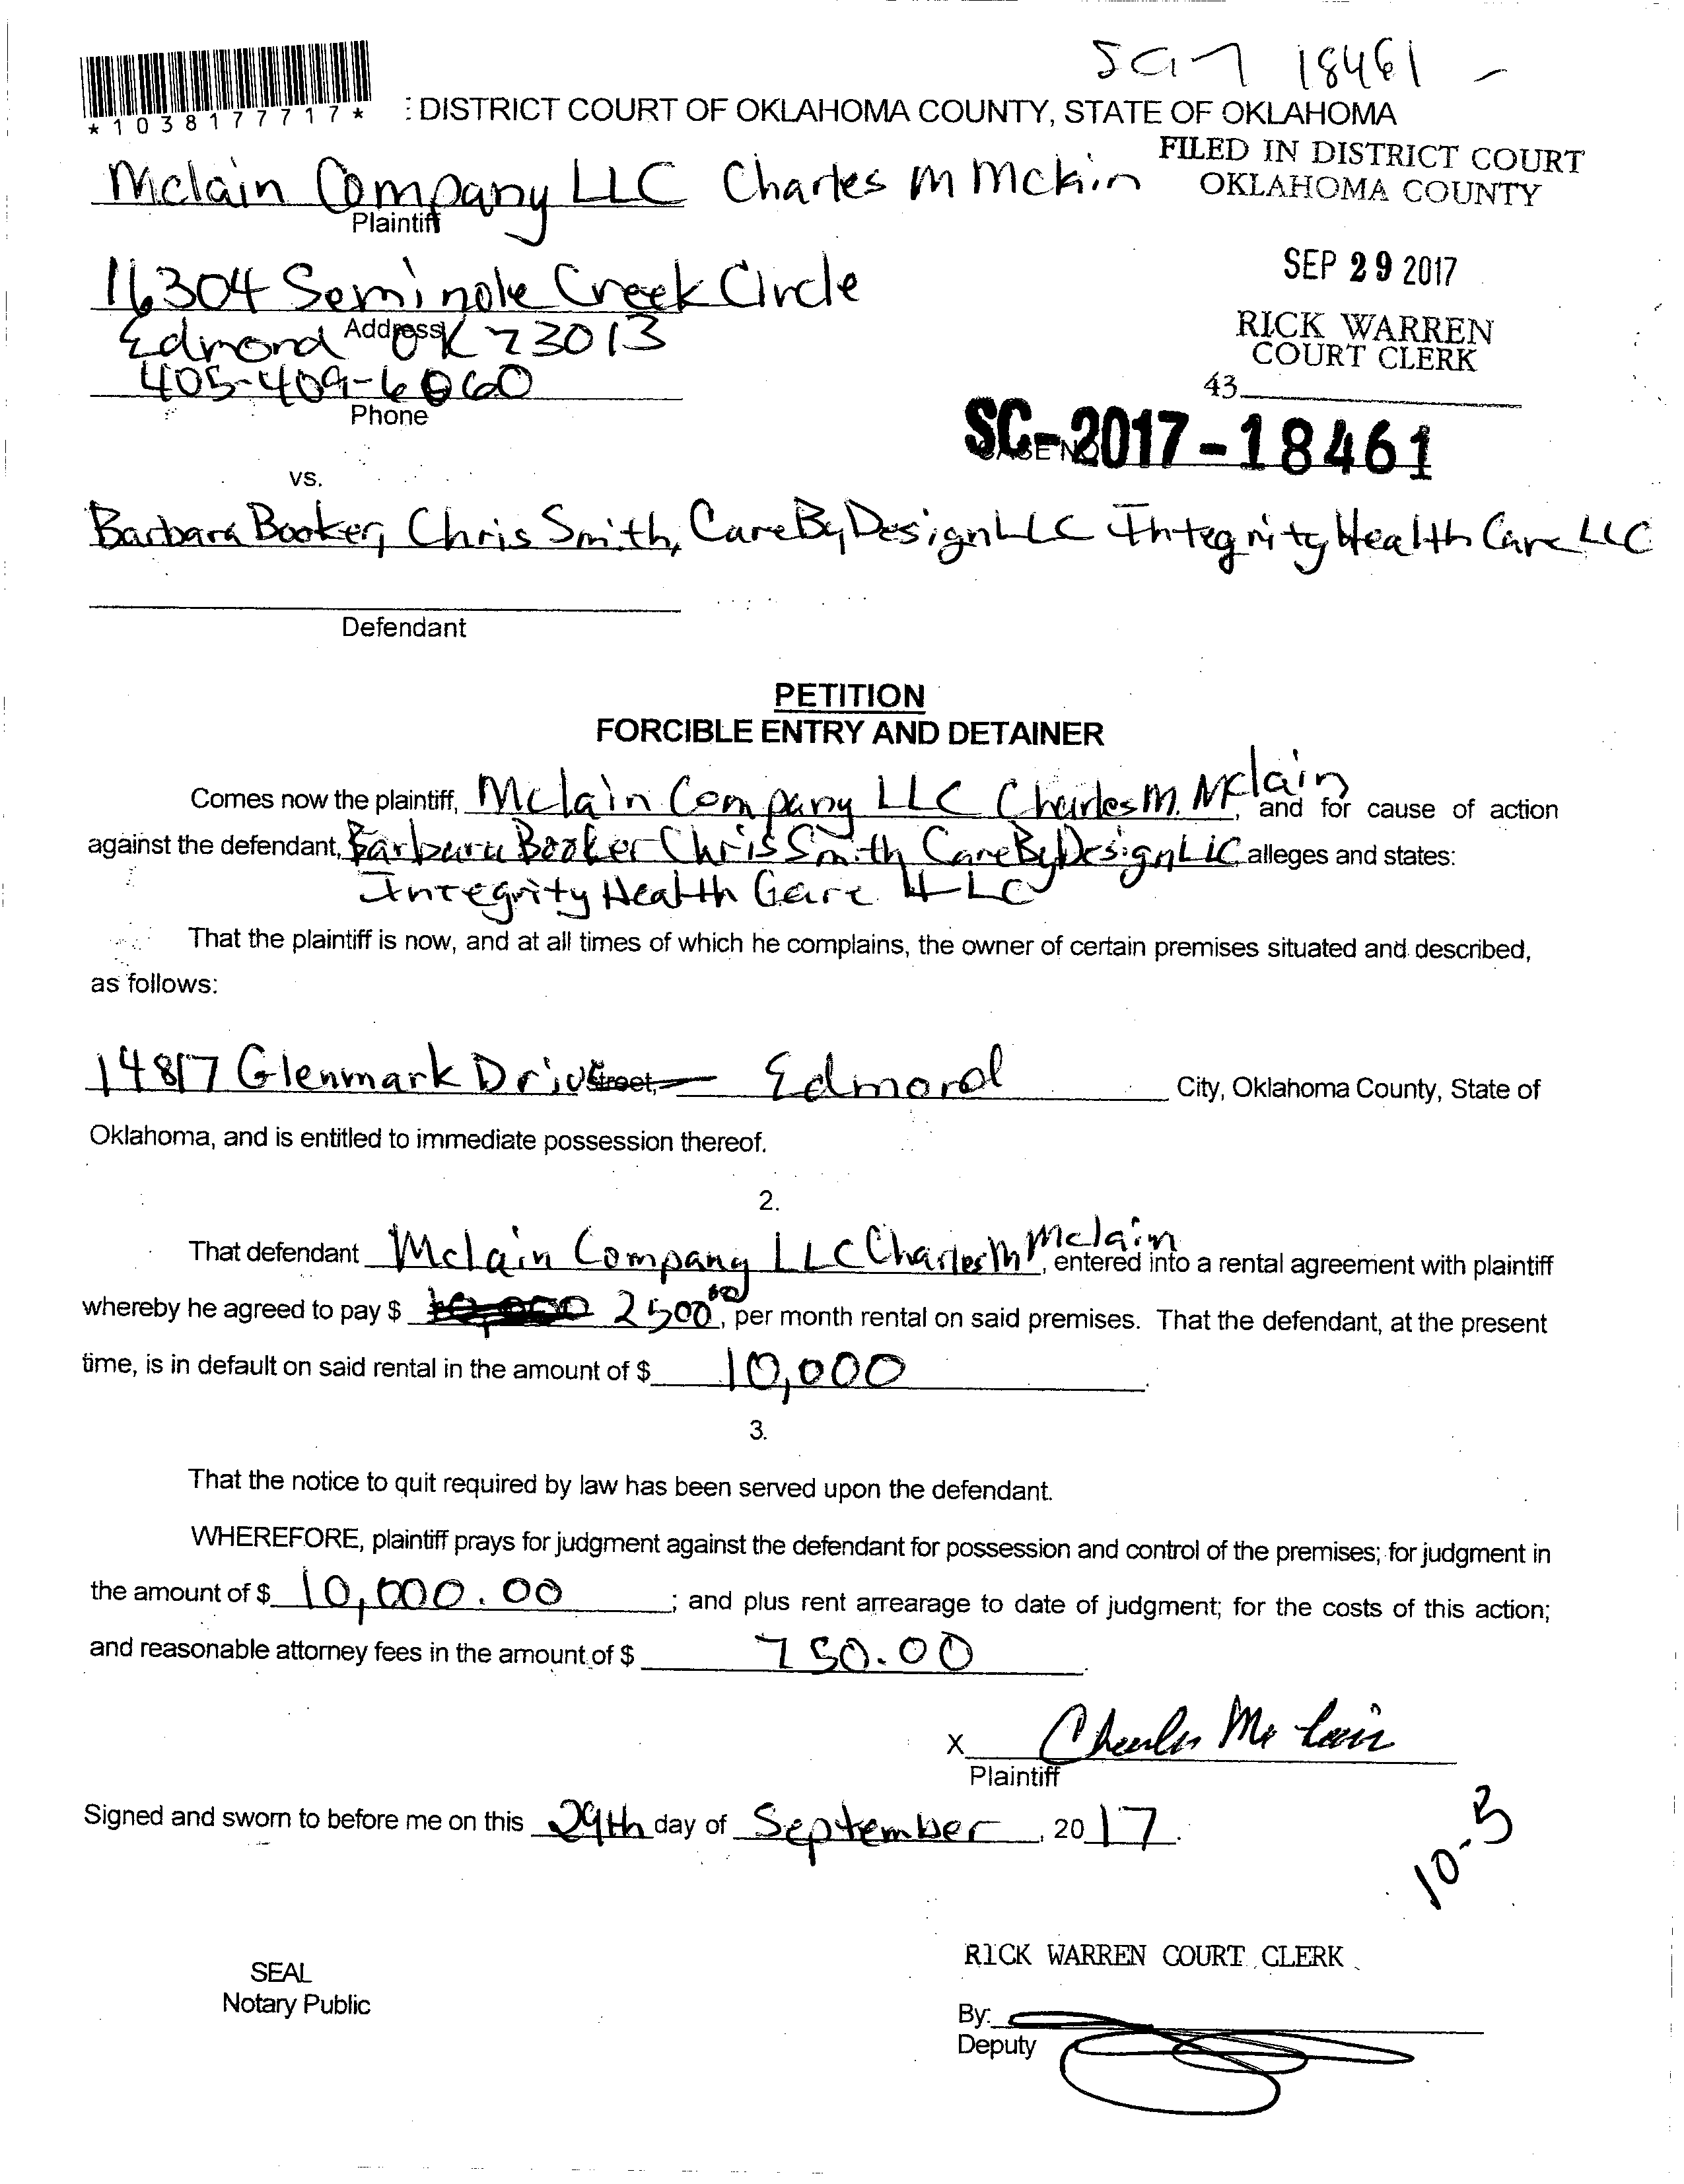 SC17 18461 -
*1038177717*
: DISTRICT COURT OF OKLAHOMA COUNTY, STATE OF OKLAHOMA
FILED IN DISTRICT COURT
OKLAHOMA COUNTY
Mclain Company LLC Charles M Mclain
Plaintiff
SEP 29 2017
16304 Seminole Creek Circle
Address
Edmond OK 73013
RICK WARREN
COURT CLERK
405-409-6060
Phone
43
SC-2017-18461
vs.
Barbara Booker, Chris Smith, Care By Design LLC Integrity Health Care LLC
Defendant
PETITION
FORCIBLE ENTRY AND DETAINER
Comes now the plaintiff, Mclain Company LLC Charles M. Mclain, and for cause of action
against the defendant, Barbara Booker Chris Smith Care By Design LLC alleges and states:
Integrity Health Care LLC
That the plaintiff is now, and at all times of which he complains, the owner of certain premises situated and described,
as follows:
14817 Glenmark Drive Street, Edmond City, Oklahoma County, State of
Oklahoma, and is entitled to immediate possession thereof.
2.
That defendant Mclain Company LLC Charles M Mclain, entered into a rental agreement with plaintiff
whereby he agreed to pay $ 10,000 2500.00, per month rental on said premises. That the defendant, at the present
time, is in default on said rental in the amount of $ 10,000.
3.
That the notice to quit required by law has been served upon the defendant.
WHEREFORE, plaintiff prays for judgment against the defendant for possession and control of the premises; for judgment in
the amount of $ 10,000.00; and plus rent arrearage to date of judgment; for the costs of this action;
and reasonable attorney fees in the amount of $ 750.00.
X Charles McLain
Plaintiff
Signed and sworn to before me on this 29th day of September, 2017.
10-3
RICK WARREN COURT CLERK
SEAL
Notary Public
By:
Deputy